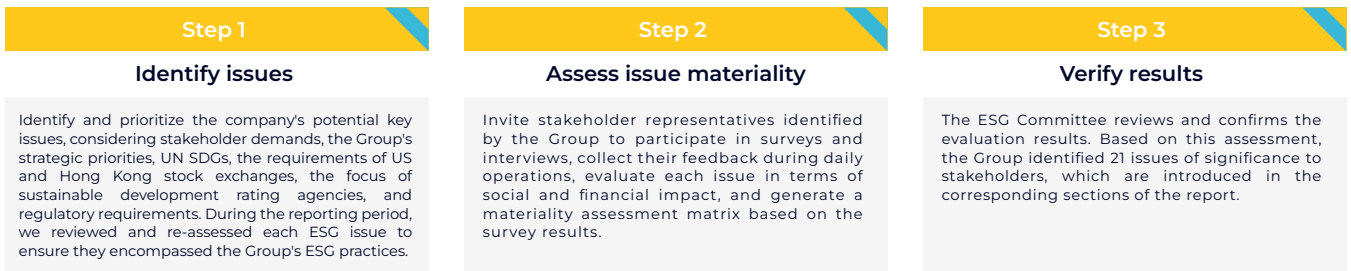 Step 1
Identify issues
Identify and prioritize the company's potential key
issues, considering stakeholder demands, the Group's
strategic priorities, UN SDGs, the requirements of US
and Hong Kong stock exchanges, the focus of
sustainable development rating agencies, and
regulatory requirements. During the reporting period,
we reviewed and re-assessed each ESG issue to
ensure they encompassed the Group's ESG practices.
Step 2
Assess issue materiality
Invite stakeholder representatives identified
by the Group to participate in surveys and
interviews, collect their feedback during daily
operations, evaluate each issue in terms of
social and financial impact, and generate a
materiality assessment matrix based on the
survey results.
Step 3
Verify results
The ESG Committee reviews and confirms the
evaluation results. Based on this assessment,
the Group identified 21 issues of significance to
stakeholders, which are introduced in the
corresponding sections of the report.